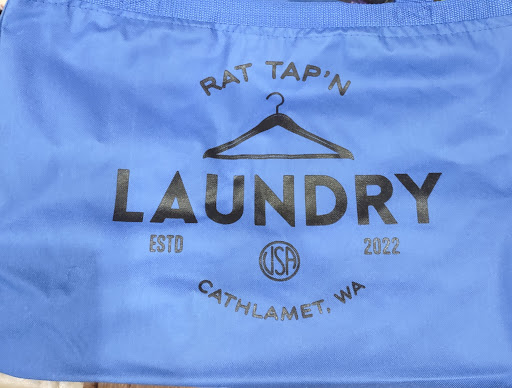 RAT TAP'N
LAUNDRY
ESTD 2022
USA
CATHLAMET, WA